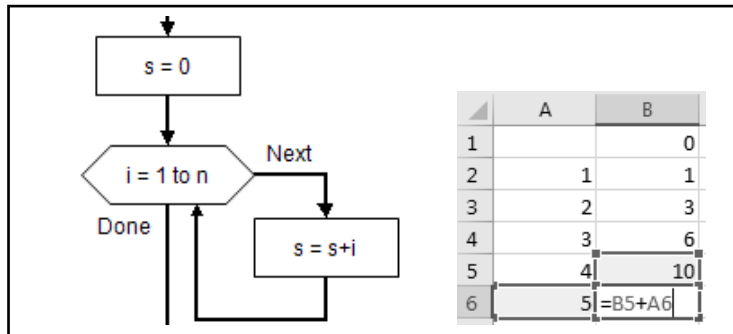 s = 0
i = 1 to n
Next
Done
s = s+i
A B
1 0
2 1 1
3 2 3
4 3 6
5 4 10
6 5 =B5+A6